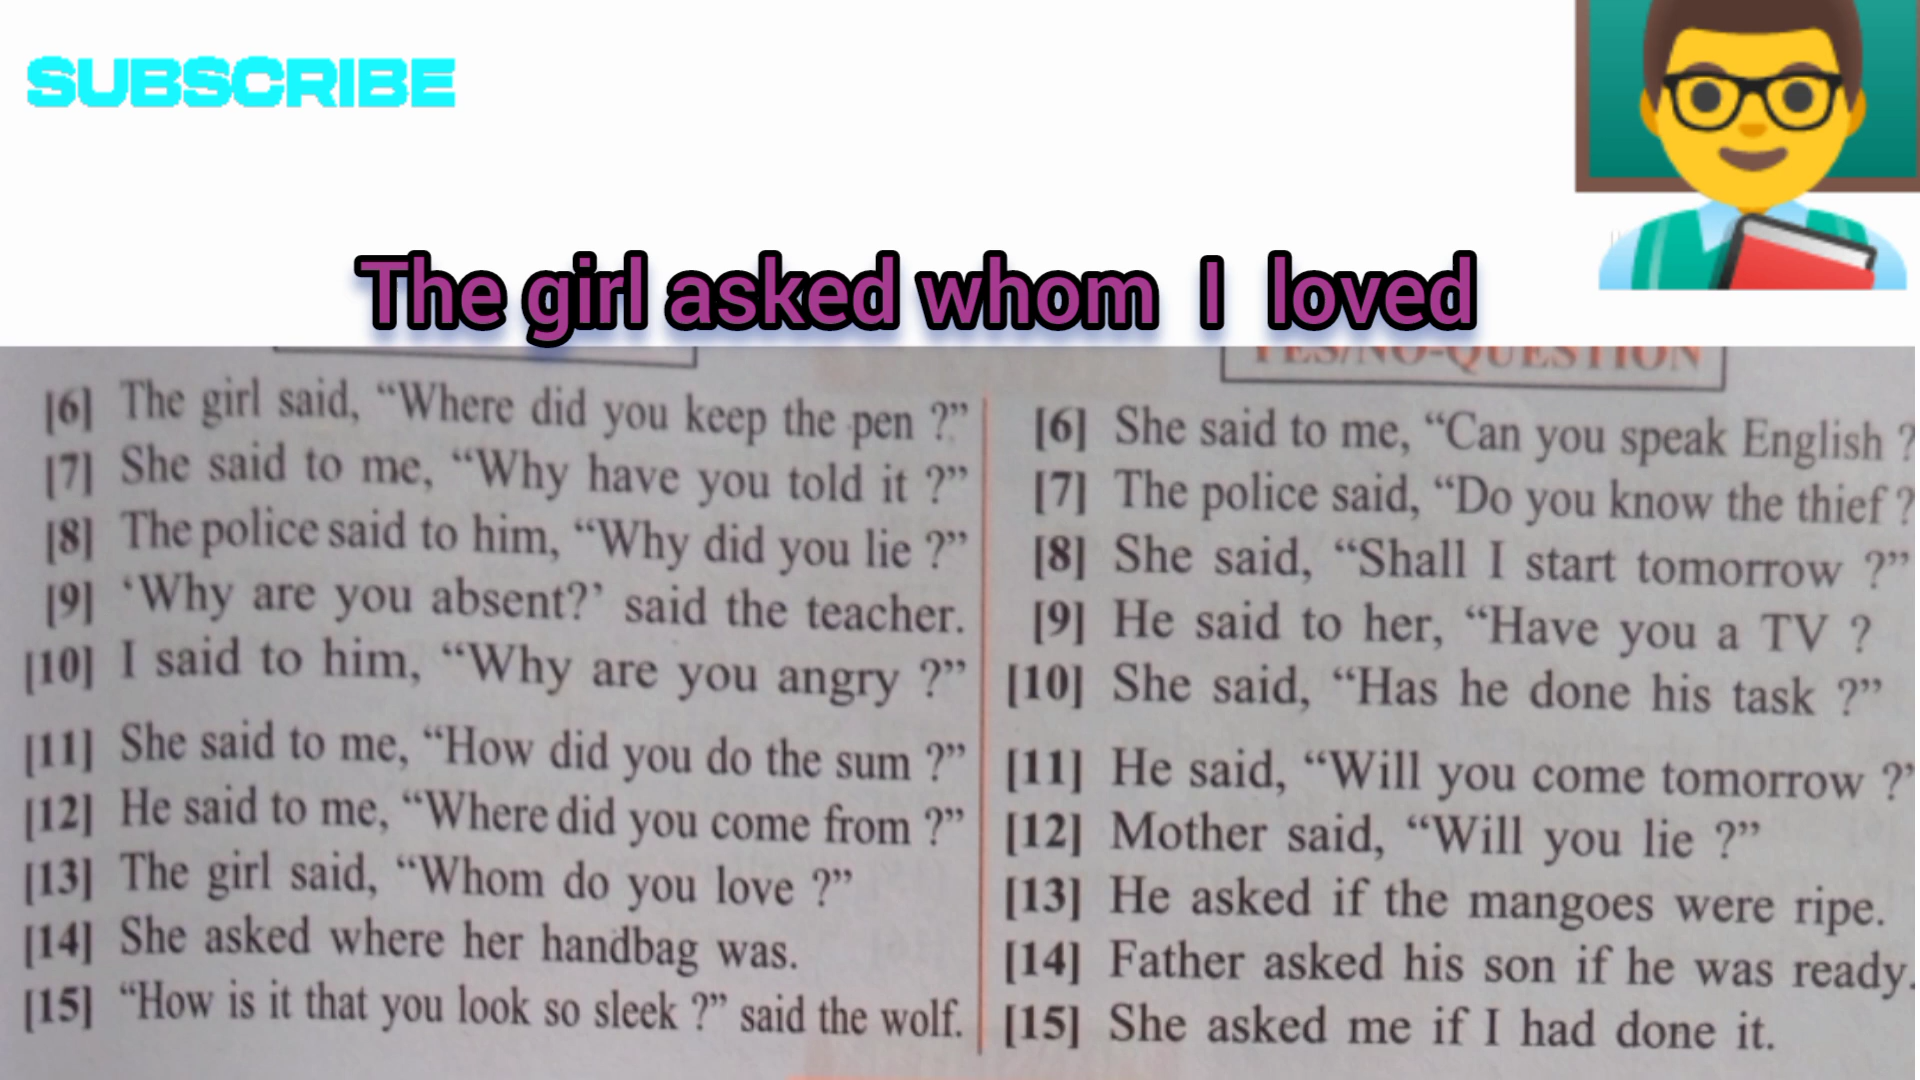 SUBSCRIBE
The girl asked whom I loved
YES/NO-QUESTION
[6] The girl said, “Where did you keep the pen ?”
[7] She said to me, “Why have you told it ?”
[8] The police said to him, “Why did you lie ?”
[9] ‘Why are you absent?’ said the teacher.
[10] I said to him, “Why are you angry ?”
[11] She said to me, “How did you do the sum ?”
[12] He said to me, “Where did you come from ?”
[13] The girl said, “Whom do you love ?”
[14] She asked where her handbag was.
[15] “How is it that you look so sleek ?” said the wolf.
[6] She said to me, “Can you speak English ?
[7] The police said, “Do you know the thief ?
[8] She said, “Shall I start tomorrow ?”
[9] He said to her, “Have you a TV ?
[10] She said, “Has he done his task ?”
[11] He said, “Will you come tomorrow ?”
[12] Mother said, “Will you lie ?”
[13] He asked if the mangoes were ripe.
[14] Father asked his son if he was ready.
[15] She asked me if I had done it.